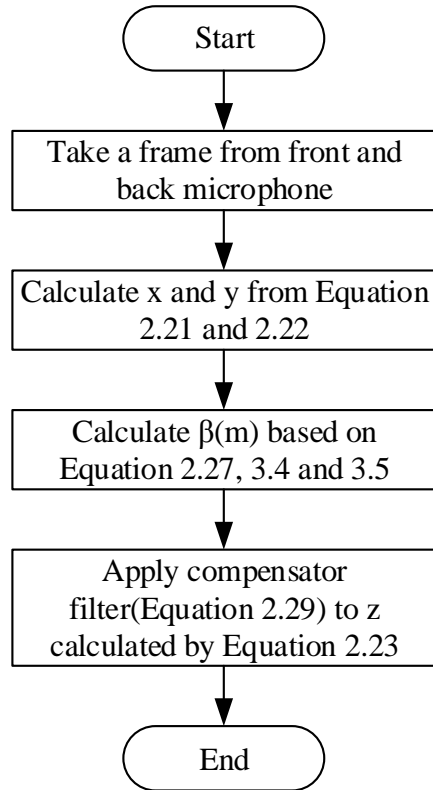 Start
Take a frame from front and
back microphone
Calculate x and y from Equation
2.21 and 2.22
Calculate β(m) based on
Equation 2.27, 3.4 and 3.5
Apply compensator
filter(Equation 2.29) to z
calculated by Equation 2.23
End